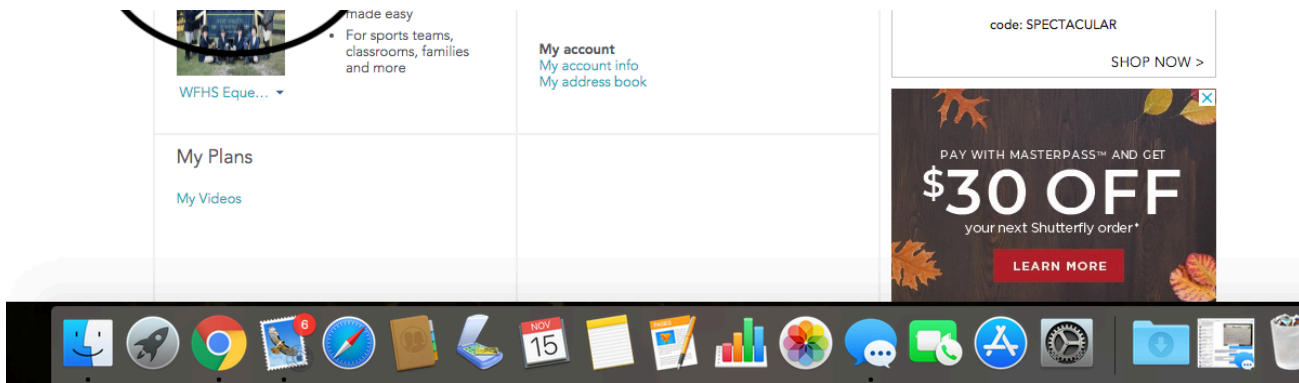 made easy
• For sports teams,
classrooms, families
and more
WFHS Eque...
My account
My account info
My address book
My Plans
My Videos
code: SPECTACULAR
SHOP NOW >
PAY WITH MASTERPASS™ AND GET
$30 OFF
your next Shutterfly order*
LEARN MORE
6
NOV
15
PAGES